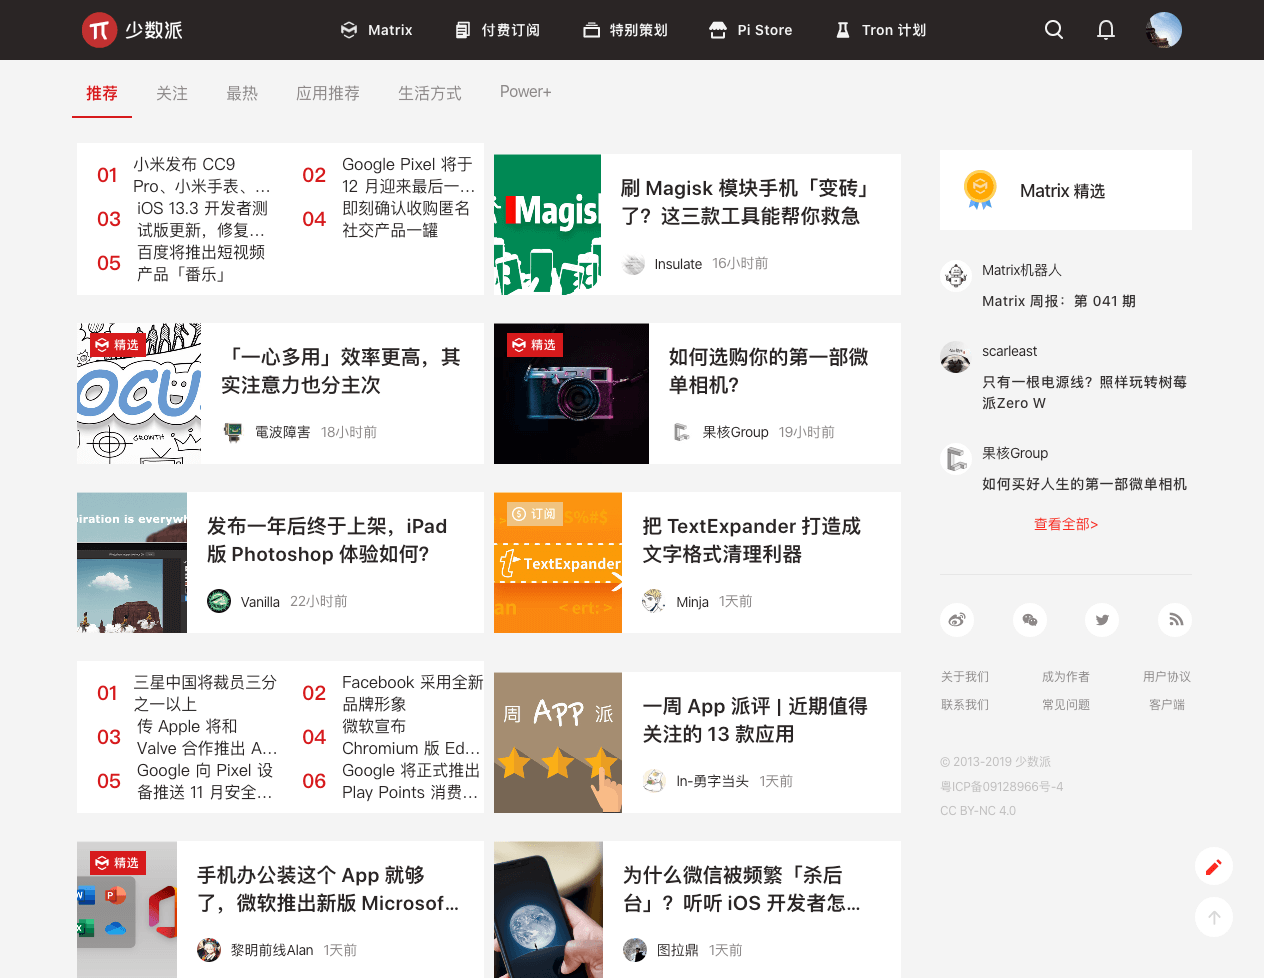 少数派
Matrix
付费订阅
特别策划
Pi Store
Tron 计划
推荐
关注
最热
应用推荐
生活方式
Power+
01
小米发布 CC9
Pro、小米手表、...
02
Google Pixel 将于
12 月迎来最后一...
03
iOS 13.3 开发者测
试版更新，修复...
04
即刻确认收购匿名
社交产品一罐
05
百度将推出短视频
产品「番乐」
Magisk
刷 Magisk 模块手机「变砖」
了？这三款工具能帮你救急
Insulate 16小时前
精选
OCU
GROWTH
「一心多用」效率更高，其
实注意力也分主次
電波障害 18小时前
精选
如何选购你的第一部微
单相机?
果核Group 19小时前
piration is everywh
发布一年后终于上架，iPad
版 Photoshop 体验如何?
Vanilla 22小时前
订阅
S%#$
TextExpander
an
< ert: >
把 TextExpander 打造成
文字格式清理利器
Minja 1天前
01
三星中国将裁员三分
之一以上
02
Facebook 采用全新
品牌形象
03
传 Apple 将和
Valve 合作推出 A...
04
微软宣布
Chromium 版 Ed...
05
Google 向 Pixel 设
备推送 11 月安全...
06
Google 将正式推出
Play Points 消费...
周 APP 派
一周 App 派评 | 近期值得
关注的 13 款应用
ln-勇字当头 1天前
精选
手机办公装这个 App 就够
了，微软推出新版 Microsof...
黎明前线Alan 1天前
为什么微信被频繁「杀后
台」？听听 iOS 开发者怎...
图拉鼎 1天前
Matrix 精选
Matrix机器人
Matrix 周报：第 041 期
scarleast
只有一根电源线？照样玩转树莓
派Zero W
果核Group
如何买好人生的第一部微单相机
查看全部>
关于我们
成为作者
用户协议
联系我们
常见问题
客户端
© 2013-2019 少数派
粤ICP备09128966号-4
CC BY-NC 4.0